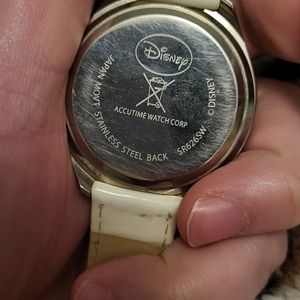 Disney
ACCUTIME WATCH CORP
JAPAN MOVT STAINLESS STEEL BACK SR626SW © DISNEY